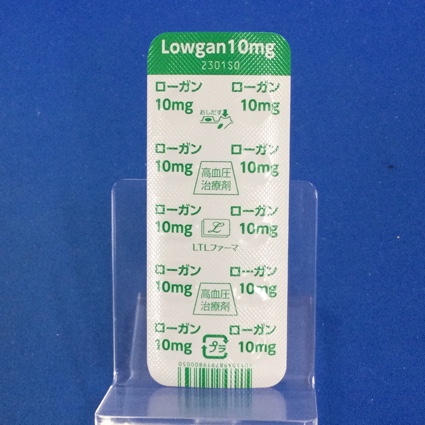 Lowgan10mg
2301S0
ローガン ローガン
10mg 10mg
おしだす
ローガン ローガン
10mg 10mg
高血圧
治療剤
ローガン ローガン
10mg 10mg
LTLファーマ
ローガン ローガン
10mg 10mg
高血圧
治療剤
ローガン ローガン
10mg 10mg
プラ